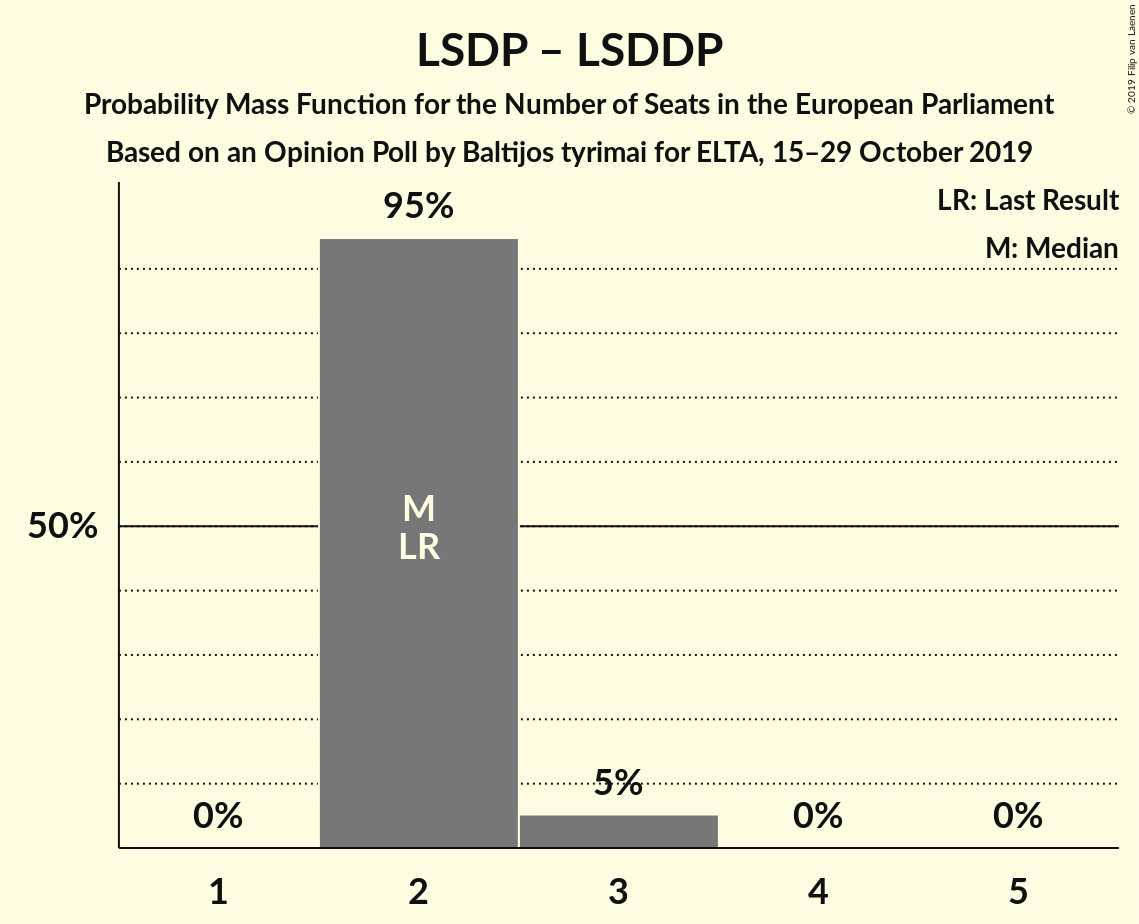 © 2019 Filip van Laenen
LSDP – LSDDP
Probability Mass Function for the Number of Seats in the European Parliament
Based on an Opinion Poll by Baltijos tyrimai for ELTA, 15–29 October 2019
LR: Last Result
M: Median
95%
50%
M
LR
5%
0%
0%
0%
1
2
3
4
5